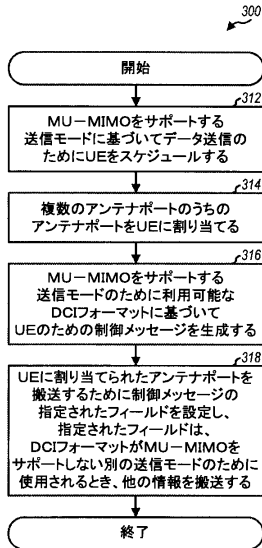 300
開始
312
MU-MIMOをサポートする
送信モードに基づいてデータ送信の
ためにUEをスケジュールする
314
複数のアンテナポートのうちの
アンテナポートをUEに割り当てる
316
MU-MIMOをサポートする
送信モードのために利用可能な
DCIフォーマットに基づいて
UEのための制御メッセージを生成する
318
UEに割り当てられたアンテナポートを
搬送するために制御メッセージの
指定されたフィールドを設定し、
指定されたフィールドは、
DCIフォーマットがMU-MIMOを
サポートしない別の送信モードのために
使用されるとき、他の情報を搬送する
終了